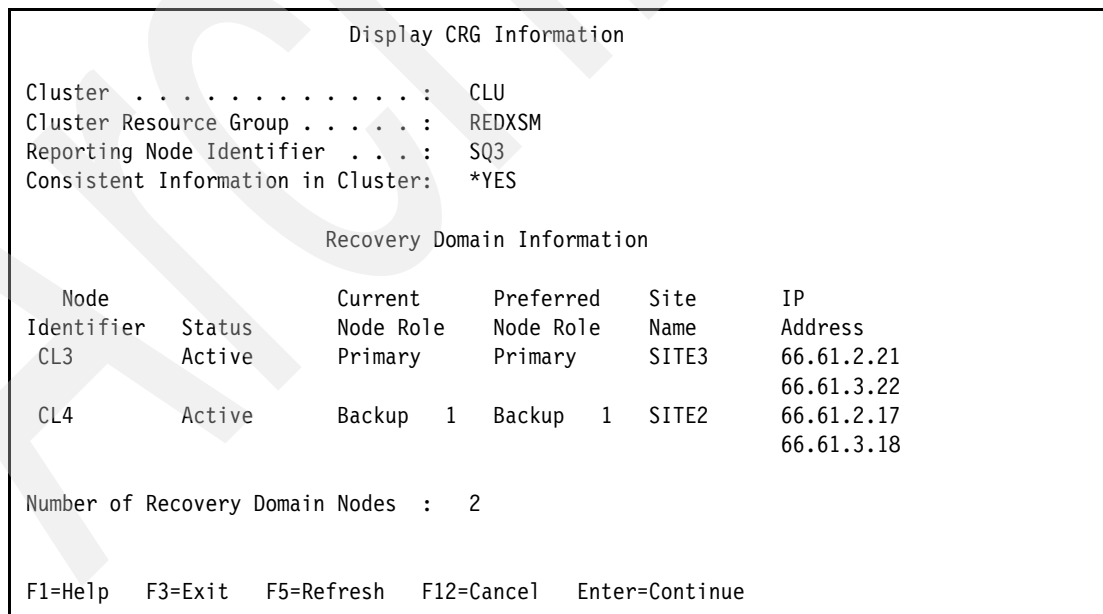 Display CRG Information
Cluster . . . . . . . . . . . . . : CLU
Cluster Resource Group . . . . . : REDXSM
Reporting Node Identifier . . . : SQ3
Consistent Information in Cluster: *YES
Recovery Domain Information
Node Current Preferred Site IP
Identifier Status Node Role Node Role Name Address
CL3 Active Primary Primary SITE3 66.61.2.21
66.61.3.22
CL4 Active Backup 1 Backup 1 SITE2 66.61.2.17
66.61.3.18
Number of Recovery Domain Nodes : 2
F1=Help F3=Exit F5=Refresh F12=Cancel Enter=Continue